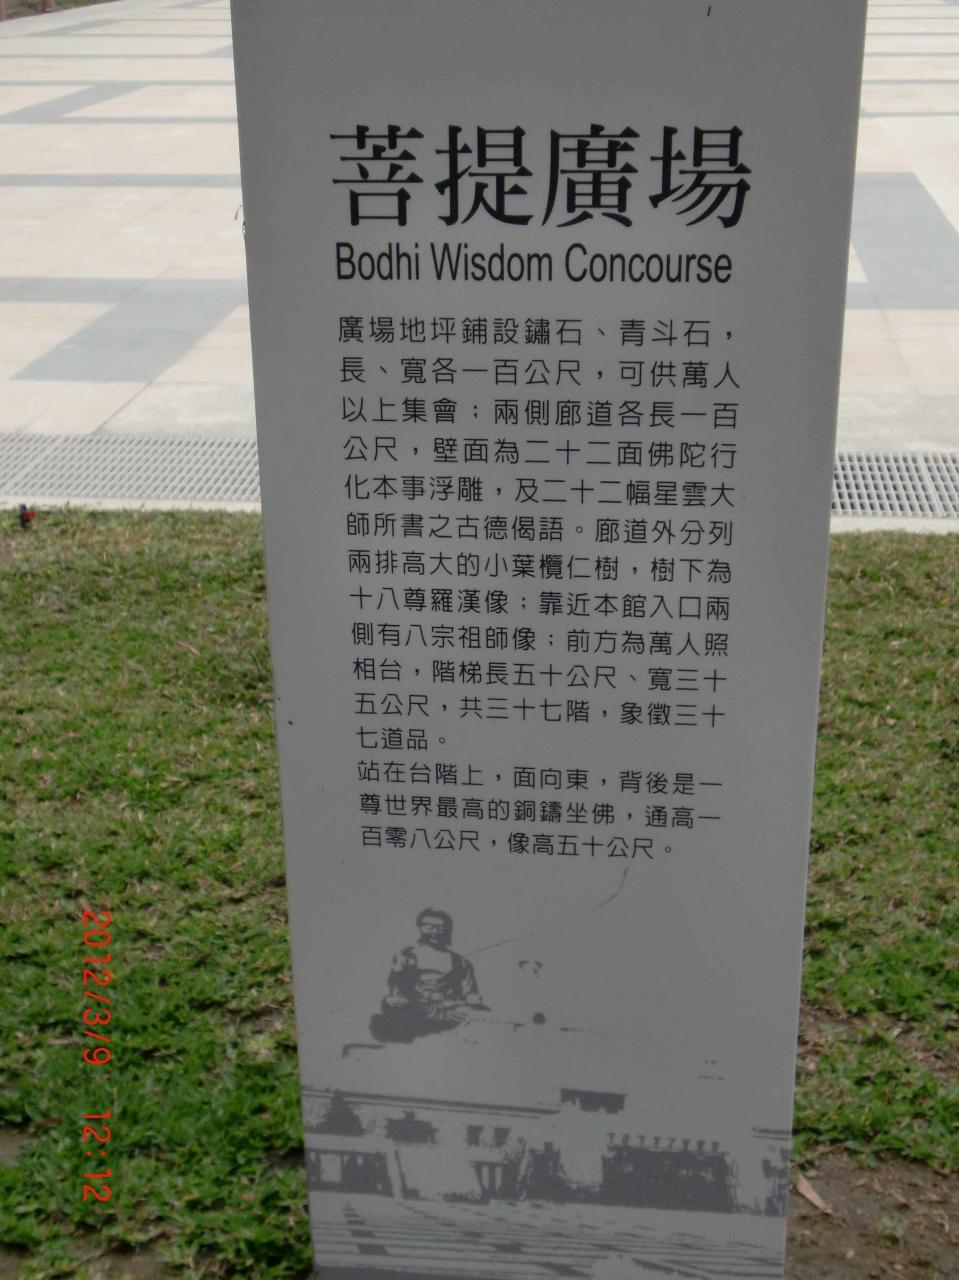 菩提廣場
Bodhi Wisdom Concourse
廣場地坪鋪設鏽石、青斗石，
長、寬各一百公尺，可供萬人
以上集會；兩側廊道各長一百
公尺，壁面為二十二面佛陀行
化本事浮雕，及二十二幅星雲大
師所書之古德偈語。廊道外分列
兩排高大的小葉欖仁樹，樹下為
十八尊羅漢像；靠近本館入口兩
側有八宗祖師像；前方為萬人照
相台，階梯長五十公尺、寬三十
五公尺，共三十七階，象徵三十
七道品。
站在台階上，面向東，背後是一
尊世界最高的銅鑄坐佛，通高一
百零八公尺，像高五十公尺。
2012/3/9 12:12